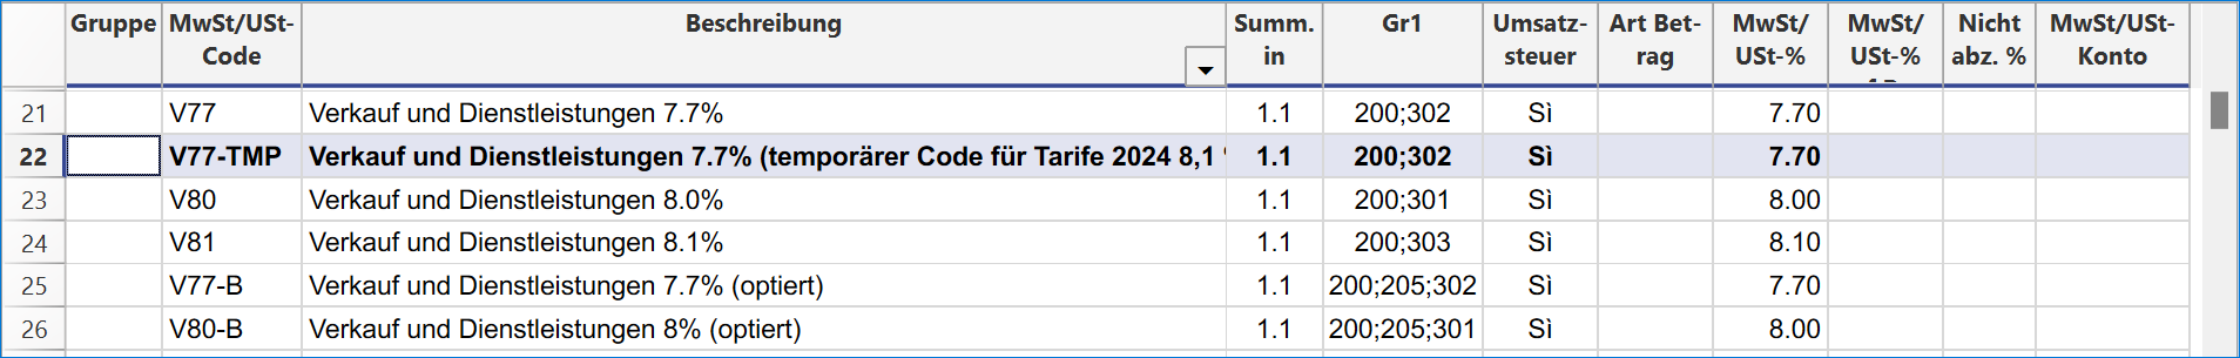 Gruppe MwSt/USt-Code Beschreibung Summ. in Gr1 Umsatz-steuer Art Bet-rag MwSt/USt-% MwSt/USt-% Nicht abz. % MwSt/USt-Konto
21 V77 Verkauf und Dienstleistungen 7.7% 1.1 200;302 Sì 7.70
22 V77-TMP Verkauf und Dienstleistungen 7.7% (temporärer Code für Tarife 2024 8,1 1.1 200;302 Sì 7.70
23 V80 Verkauf und Dienstleistungen 8.0% 1.1 200;301 Sì 8.00
24 V81 Verkauf und Dienstleistungen 8.1% 1.1 200;303 Sì 8.10
25 V77-B Verkauf und Dienstleistungen 7.7% (optiert) 1.1 200;205;302 Sì 7.70
26 V80-B Verkauf und Dienstleistungen 8% (optiert) 1.1 200;205;301 Sì 8.00